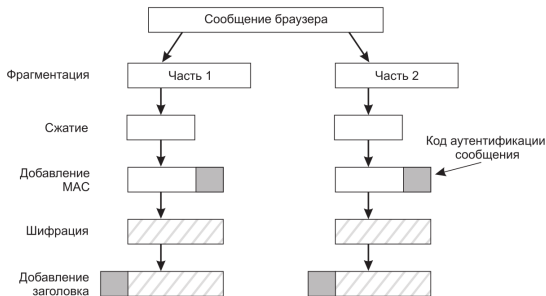 Сообщение браузера
Фрагментация
Часть 1
Часть 2
Сжатие
Код аутентификации
сообщения
Добавление
MAC
Шифрация
Добавление
заголовка